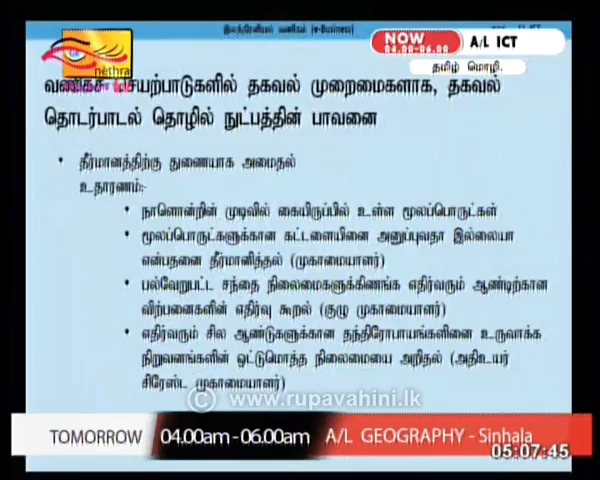 இலத்திரனியல் வணிகம் (e-Business)
NOW
04.00-06.00
A/L ICT
தமிழ் மொழி.
nethra
செயற்பாடுகளில் தகவல் முறைமைகளாக, தகவல்
தொடர்பாடல் தொழில் நுட்பத்தின் பாவனை
• தீர்மானத்திற்கு துணையாக அமைதல்
உதாரணம்:-
• நாளொன்றின் முடிவில் கையிருப்பில் உள்ள மூலப்பொருட்கள்
• மூலப்பொருட்களுக்கான கட்டளையினை அனுப்புவதா இல்லையா
என்பதனை தீர்மானித்தல் (முகாமையாளர்)
• பல்வேறுபட்ட சந்தை நிலைமைகளுக்கிணங்க எதிர்வரும் ஆண்டிற்கான
விற்பனைகளின் எதிர்வு கூறல் (குழு முகாமையாளர்)
• எதிர்வரும் சில ஆண்டுகளுக்கான தந்திரோபாயங்களினை உருவாக்க
நிறுவனங்களின் ஒட்டுமொத்த நிலைமையை அறிதல் (அதிஉயர்
சிரேஸ்ட முகாமையாளர்)
© www.rupavahini.lk
TOMORROW 04.00am - 06.00am A/L GEOGRAPHY - Sinhala
05:07:45